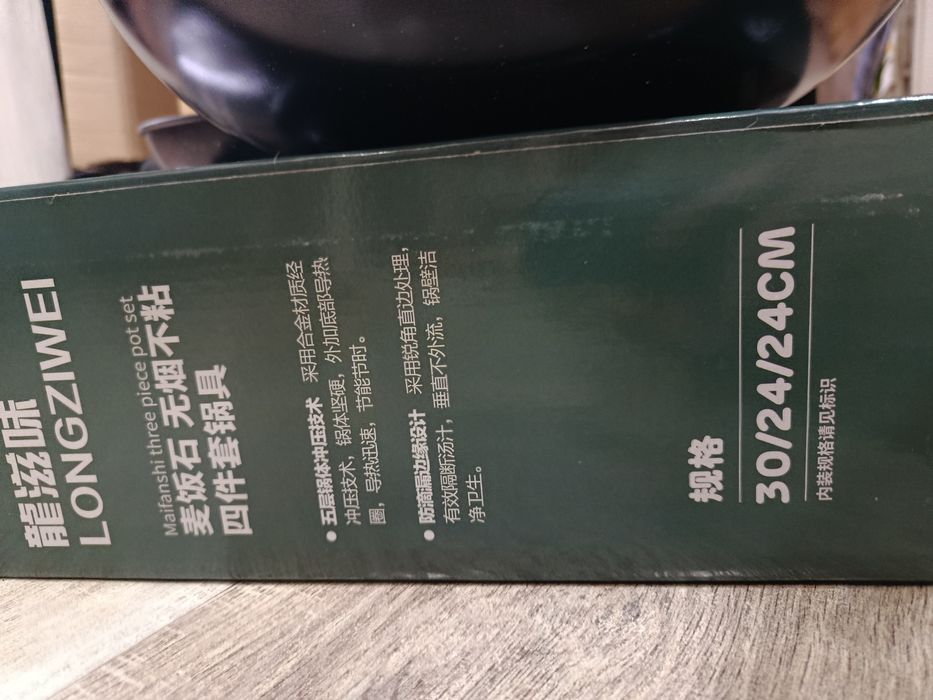 龍滋味
LONGZIWEI
Maifanshi three piece pot set
麦饭石 无烟不粘
四件套锅具
● 五层锅体冲压技术 采用合金材质经
冲压技术，锅体坚硬，外加底部导热
圈，导热迅速，节能节时。
● 防滴漏边缘设计 采用锐角直边处理，
有效隔断汤汁，垂直不外流，锅壁洁
净卫生。
规格
30/24/24CM
内装规格请见标识